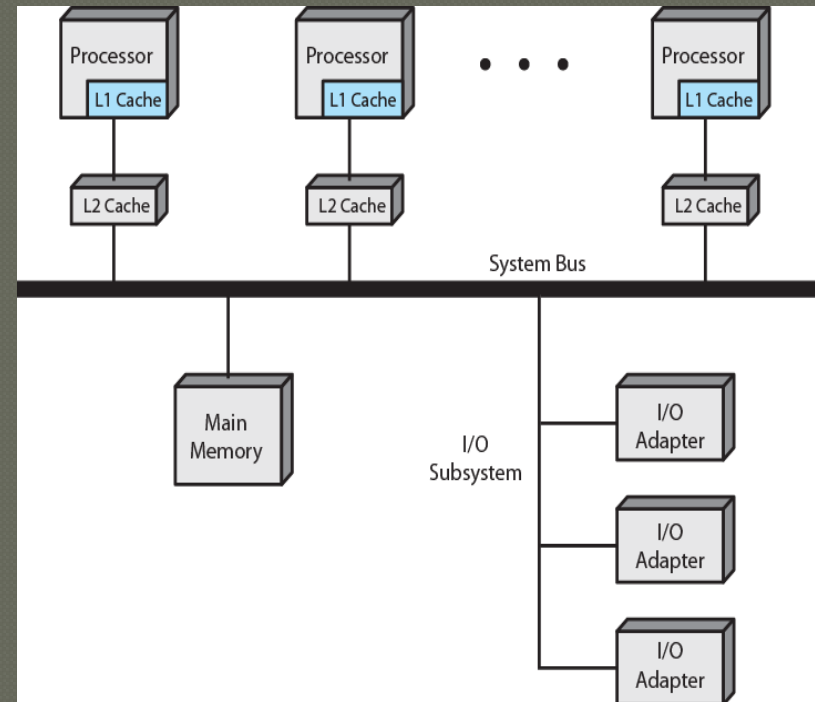 Processor
L1 Cache
Processor
L1 Cache
Processor
L1 Cache
L2 Cache
L2 Cache
L2 Cache
System Bus
Main
Memory
I/O
Subsystem
I/O
Adapter
I/O
Adapter
I/O
Adapter